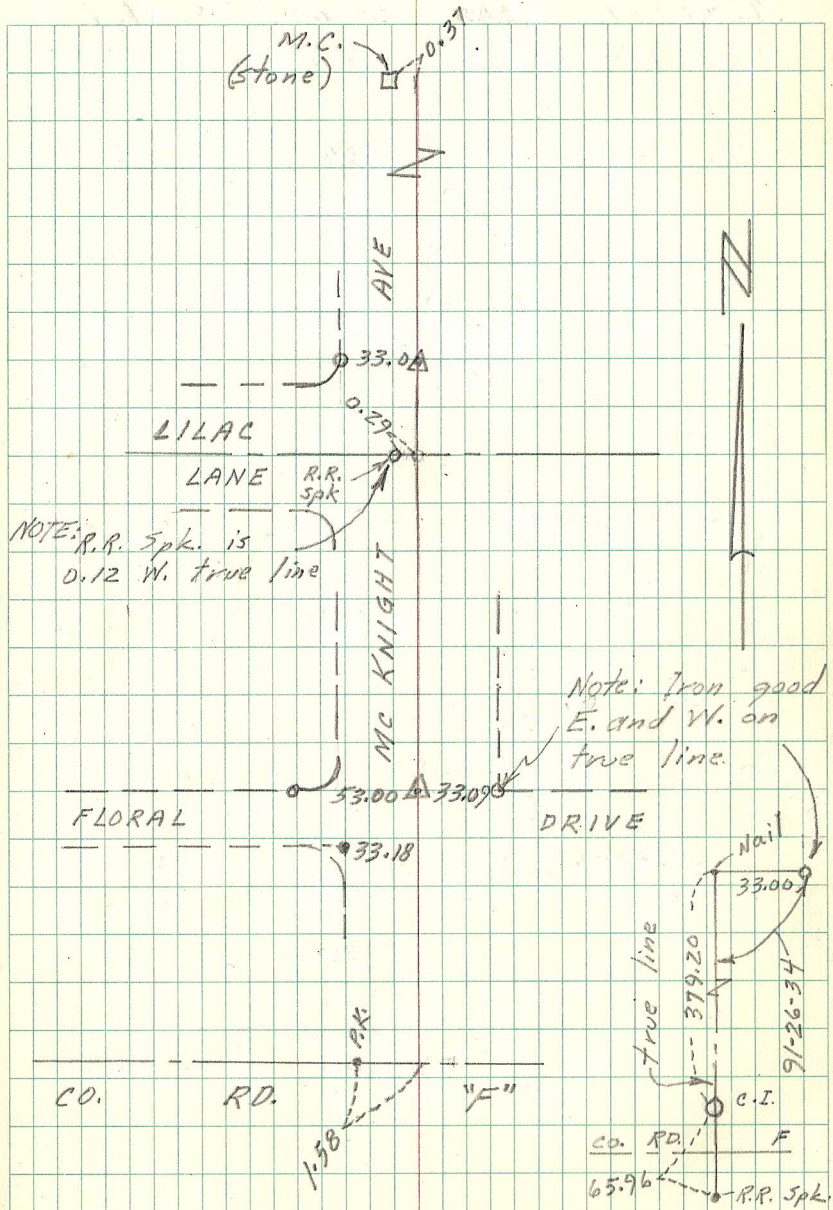 M.C.
(stone)
0.37
N
AVE
33.0
0.29
LILAC
LANE
R.R.
spk
NOTE: R.R. Spk. is
0.12 W. true line
MC KNIGHT
Note: Iron good
E. and W. on
true line.
53.00
33.09
FLORAL
DRIVE
33.18
Nail
33.00
true line
379.20
91-26-34
P.K.
CO. RD. "F"
1.58
C.I.
CO. RD. F
65.96
R.R. Spk.